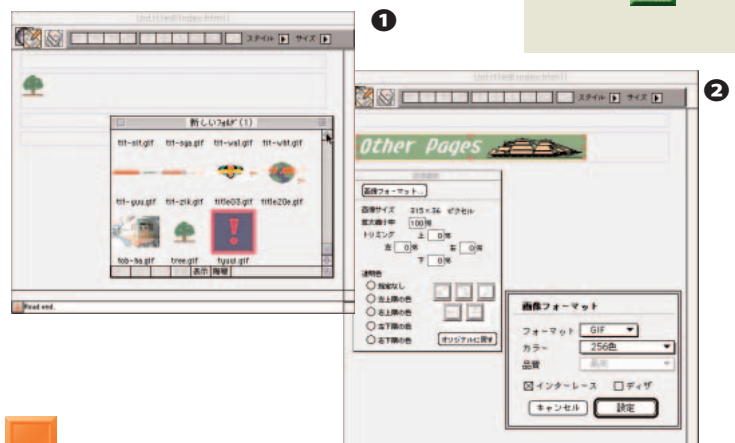 ❶
スタイル サイズ
新しいフォルダ(1)
tit-sit.gif tit-sqa.gif tit-wal.gif tit-wbt.gif
tit-yuu.gif tit-zik.gif title03.gif title20e.gif
tob-ha.gif tree.gif tyuui.gif
表示 階層
Read end.
❷
Untitled(index.html)
スタイル サイズ
Other Pages
画像フォーマット...
画像サイズ 315×36 ピクセル
拡大縮小率 100%
トリミング 上 0%
左 0% 右 0%
下 0%
透明色
指定なし
左上隅の色
右上隅の色
左下隅の色
右下隅の色
オリジナルに戻す
画像フォーマット
フォーマット GIF
カラー 256色
品質
インターレース ディザ
キャンセル 設定